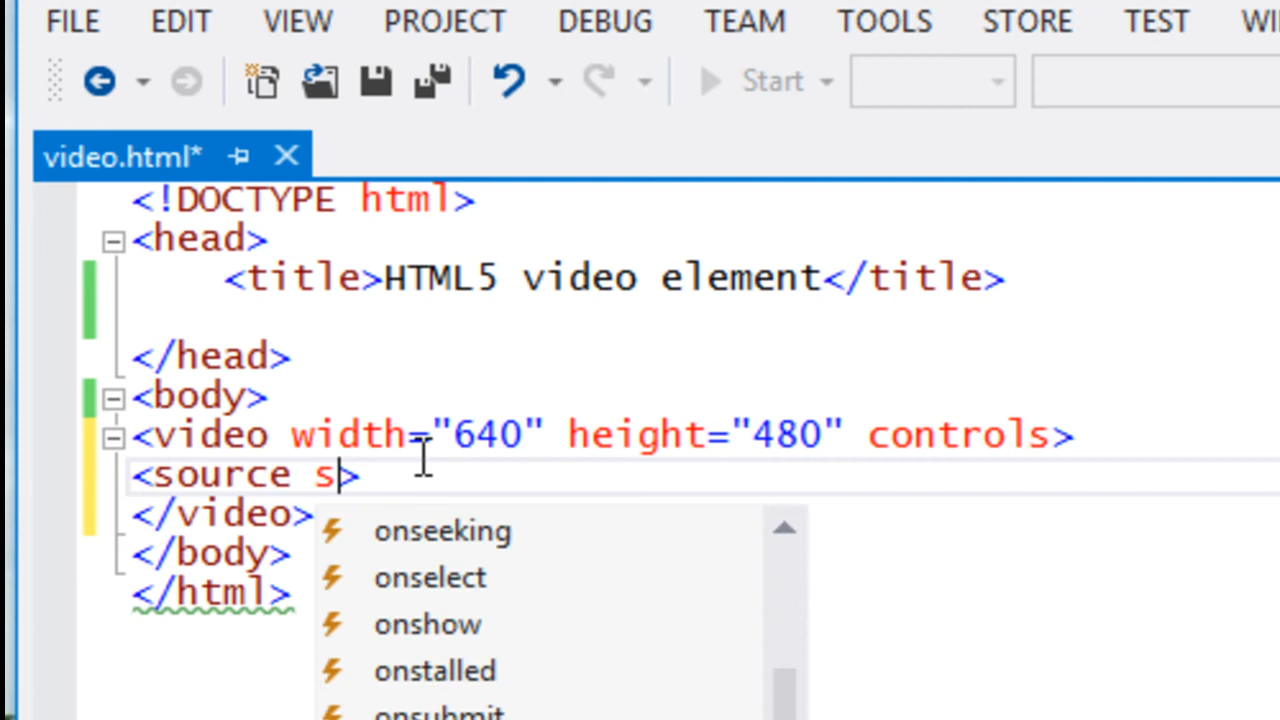 FILE EDIT VIEW PROJECT DEBUG TEAM TOOLS STORE TEST
Start
video.html*
<!DOCTYPE html>
<head>
<title>HTML5 video element</title>
</head>
<body>
<video width="640" height="480" controls>
<source s>
</video>
</body>
</html>
onseeking
onselect
onshow
onstalled
onsubmit